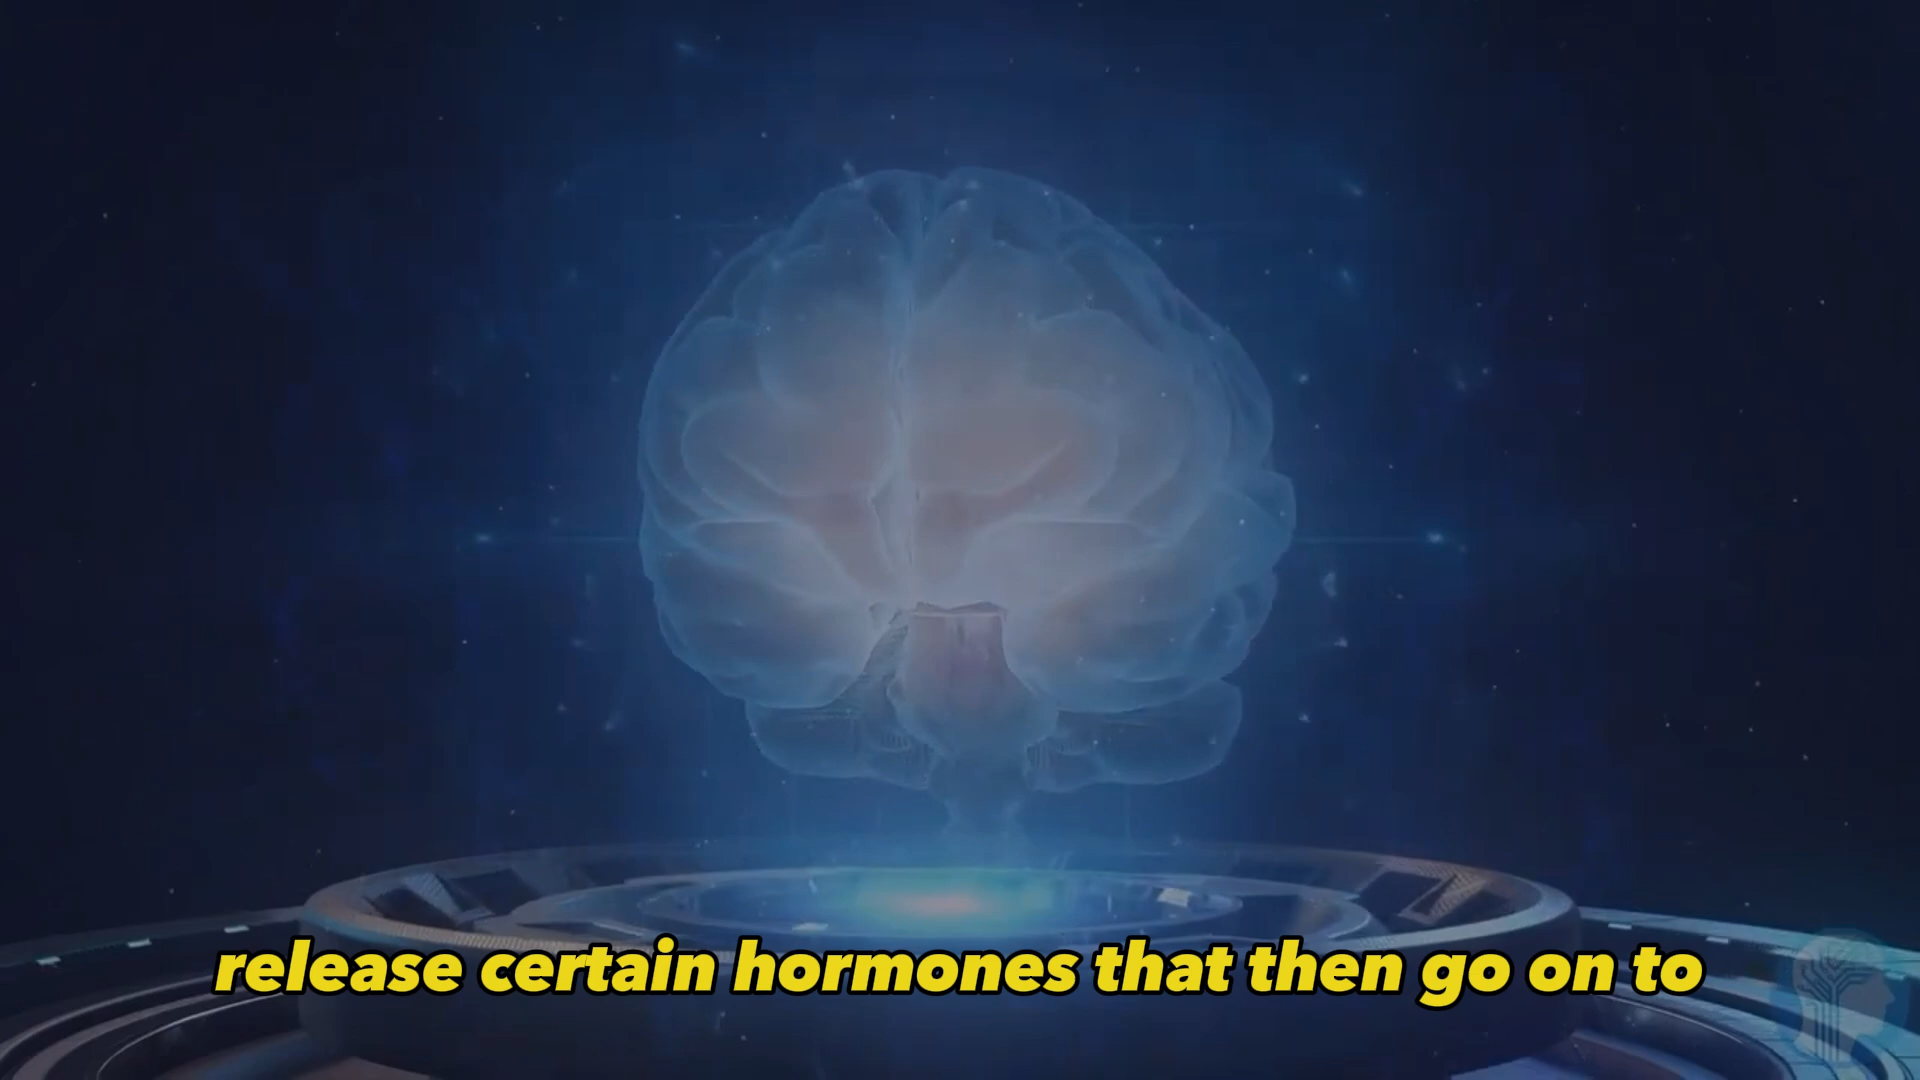 release certain hormones that then go on to